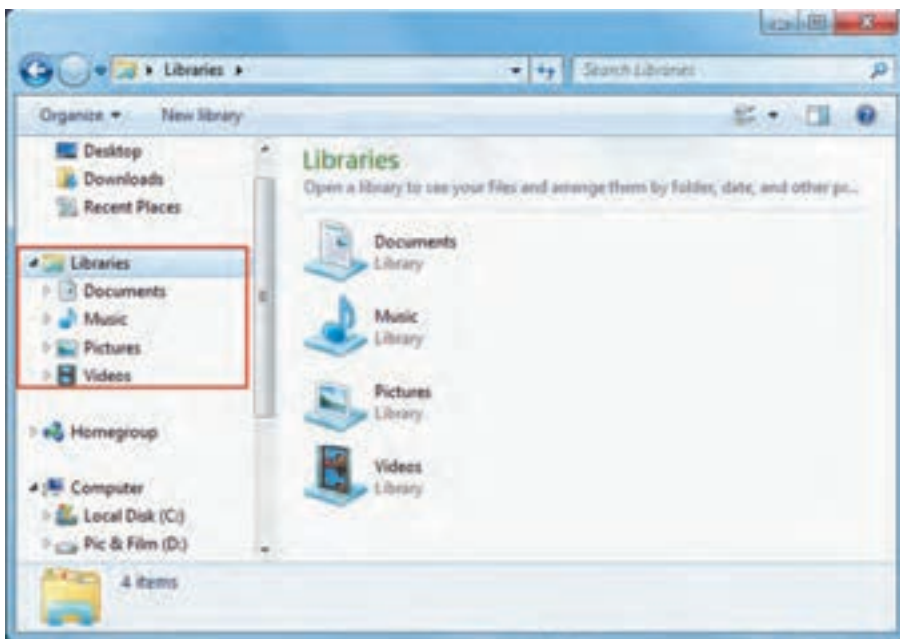 Libraries
Search Libraries
Organize
New library
Desktop
Downloads
Recent Places
Libraries
Documents
Music
Pictures
Videos
Homegroup
Computer
Local Disk (C:)
Pic & Film (D:)
Libraries
Open a library to see your files and arrange them by folder, date, and other pr...
Documents
Library
Music
Library
Pictures
Library
Videos
Library
4 items